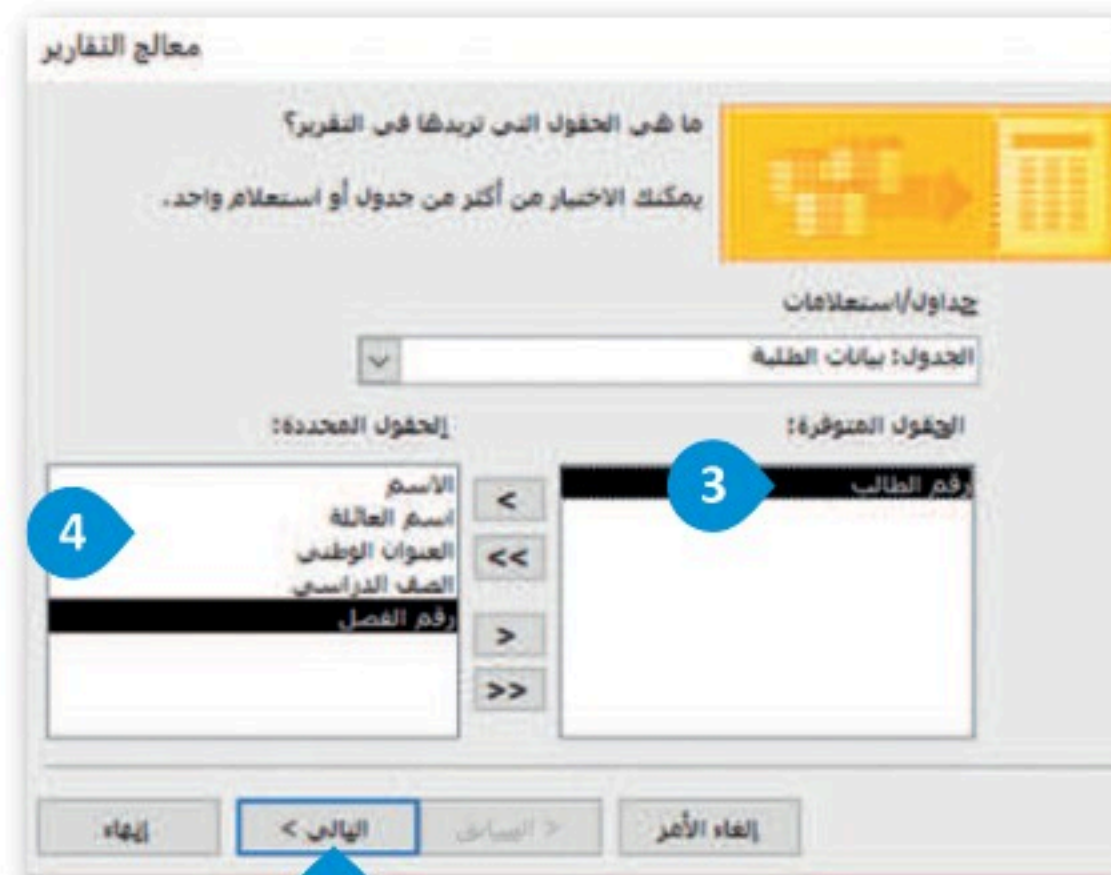 معالج التقارير
ما هي الحقول التي تريدها في التقرير؟
يمكنك الاختيار من أكثر من جدول أو استعلام واحد.
جداول/استعلامات
الجدول: بيانات الطلبة
الحقول المتوفرة:
رقم الطالب
3
<
<<
>
>>
الحقول المحددة:
الاسم
اسم العائلة
العنوان الوطني
الصف الدراسي
رقم الفصل
4
إلغاء الأمر
< السابق
التالي >
إنهاء